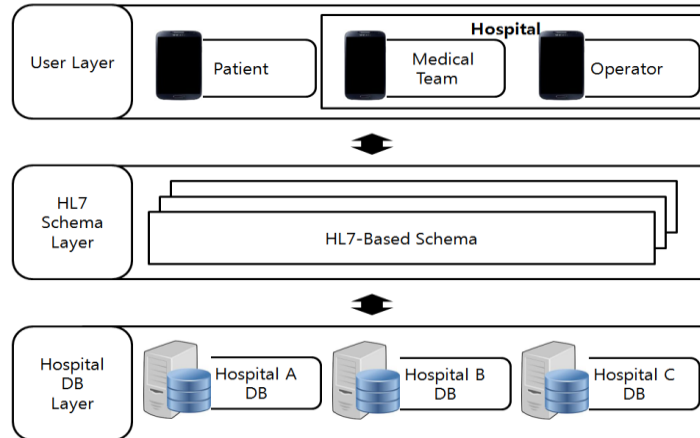 Hospital
User Layer
Patient
Medical
Team
Operator
HL7
Schema
Layer
HL7-Based Schema
Hospital
DB
Layer
Hospital A
DB
Hospital B
DB
Hospital C
DB